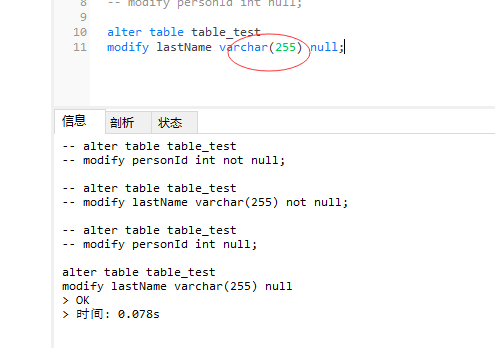 8 -- modify personId int null;
9
10 alter table table_test
11 modify lastName varchar(255) null;
信息 剖析 状态
-- alter table table_test
-- modify personId int not null;
-- alter table table_test
-- modify lastName varchar(255) not null;
-- alter table table_test
-- modify personId int null;
alter table table_test
modify lastName varchar(255) null
> OK
> 时间: 0.078s